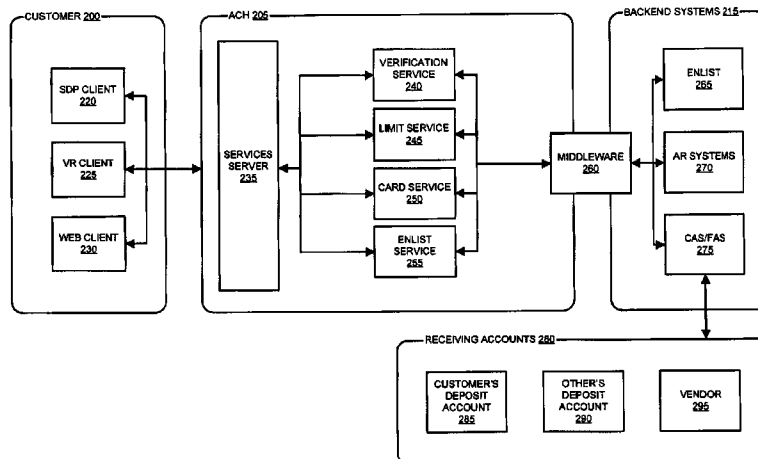 CUSTOMER 200
SDP CLIENT
220
VR CLIENT
225
WEB CLIENT
230
ACH 205
SERVICES
SERVER
235
VERIFICATION
SERVICE
240
LIMIT SERVICE
245
CARD SERVICE
250
ENLIST SERVICE
255
MIDDLEWARE
260
BACKEND SYSTEMS 215
ENLIST
265
AR SYSTEMS
270
CAS/FAS
275
RECEIVING ACCOUNTS 280
CUSTOMER'S
DEPOSIT
ACCOUNT
285
OTHER'S
DEPOSIT
ACCOUNT
290
VENDOR
295